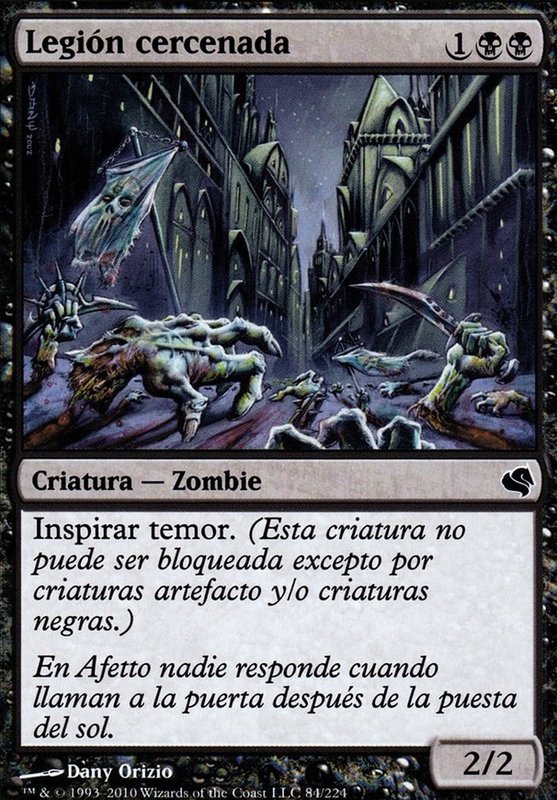 Legión cercenada
1
Criatura — Zombie
Inspirar temor. (Esta criatura no
puede ser bloqueada excepto por
criaturas artefacto y/o criaturas
negras.)
En Afetto nadie responde cuando
llaman a la puerta después de la puesta
del sol.
2/2
Dany Orizio
™ & © 1993–2010 Wizards of the Coast LLC 84/224